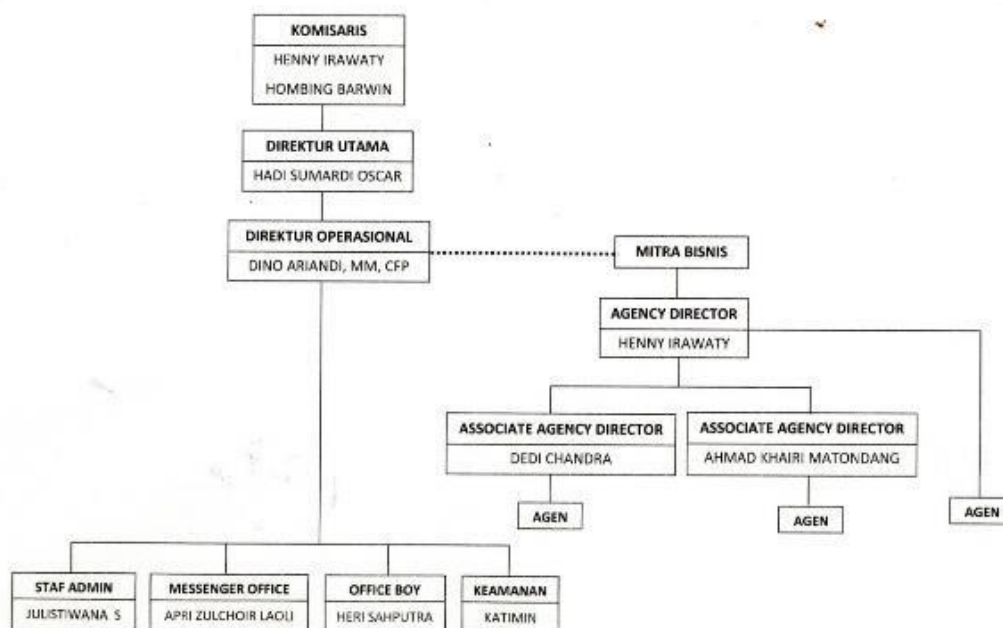 KOMISARIS
HENNY IRAWATY
HOMBING BARWIN
DIREKTUR UTAMA
HADI SUMARDI OSCAR
DIREKTUR OPERASIONAL
DINO ARIANDI, MM, CFP
MITRA BISNIS
AGENCY DIRECTOR
HENNY IRAWATY
ASSOCIATE AGENCY DIRECTOR
DEDI CHANDRA
ASSOCIATE AGENCY DIRECTOR
AHMAD KHAIRI MATONDANG
AGEN
AGEN
AGEN
STAF ADMIN
JULISTIWANA S
MESSENGER OFFICE
APRI ZULCHOIR LAOLI
OFFICE BOY
HERI SAHPUTRA
KEAMANAN
KATIMIN